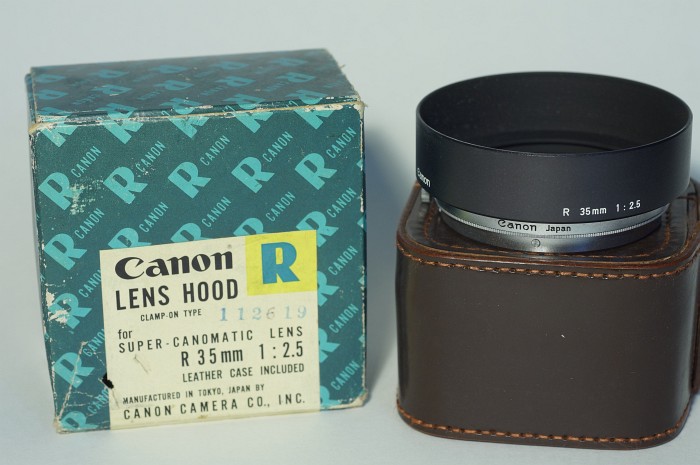 R CANON
Canon R
LENS HOOD
CLAMP-ON TYPE 112619
for
SUPER-CANOMATIC LENS
R 35mm 1:2.5
LEATHER CASE INCLUDED
MANUFACTURED IN TOKYO, JAPAN BY
CANON CAMERA CO., INC.
Canon
R 35mm 1:2.5
Canon Japan